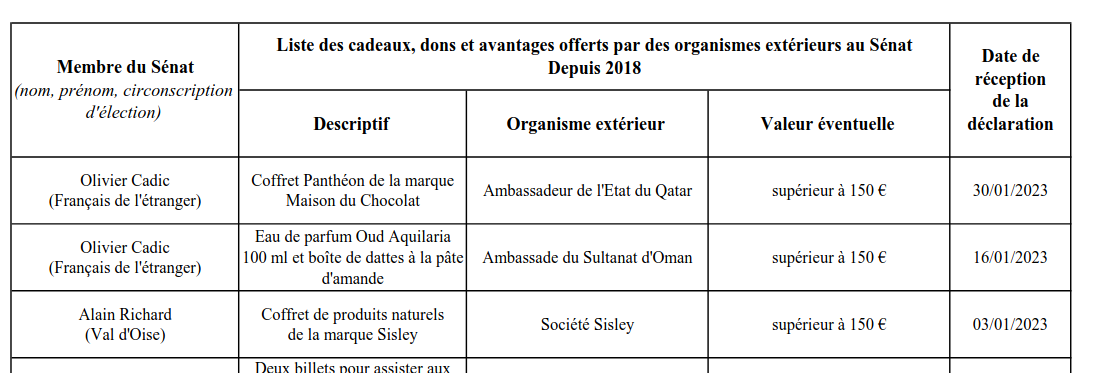 Membre du Sénat
(nom, prénom, circonscription
d'élection)
Liste des cadeaux, dons et avantages offerts par des organismes extérieurs au Sénat
Depuis 2018
Date de
réception
de la
déclaration
Descriptif
Organisme extérieur
Valeur éventuelle
Olivier Cadic
(Français de l'étranger)
Coffret Panthéon de la marque
Maison du Chocolat
Ambassadeur de l'Etat du Qatar
supérieur à 150 €
30/01/2023
Olivier Cadic
(Français de l'étranger)
Eau de parfum Oud Aquilaria
100 ml et boîte de dattes à la pâte
d'amande
Ambassade du Sultanat d'Oman
supérieur à 150 €
16/01/2023
Alain Richard
(Val d'Oise)
Coffret de produits naturels
de la marque Sisley
Société Sisley
supérieur à 150 €
03/01/2023
Deux billets pour assister aux